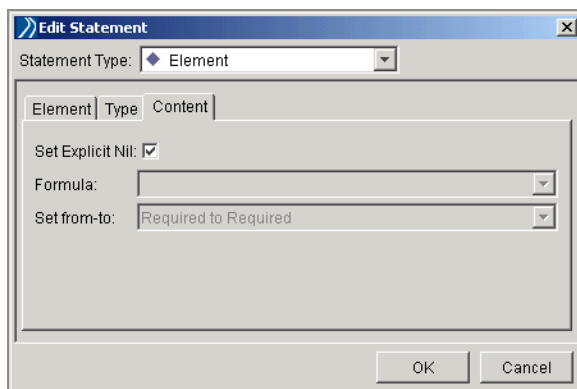 Edit Statement
Statement Type: Element
Element Type Content
Set Explicit Nil:
Formula:
Set from-to: Required to Required
OK Cancel